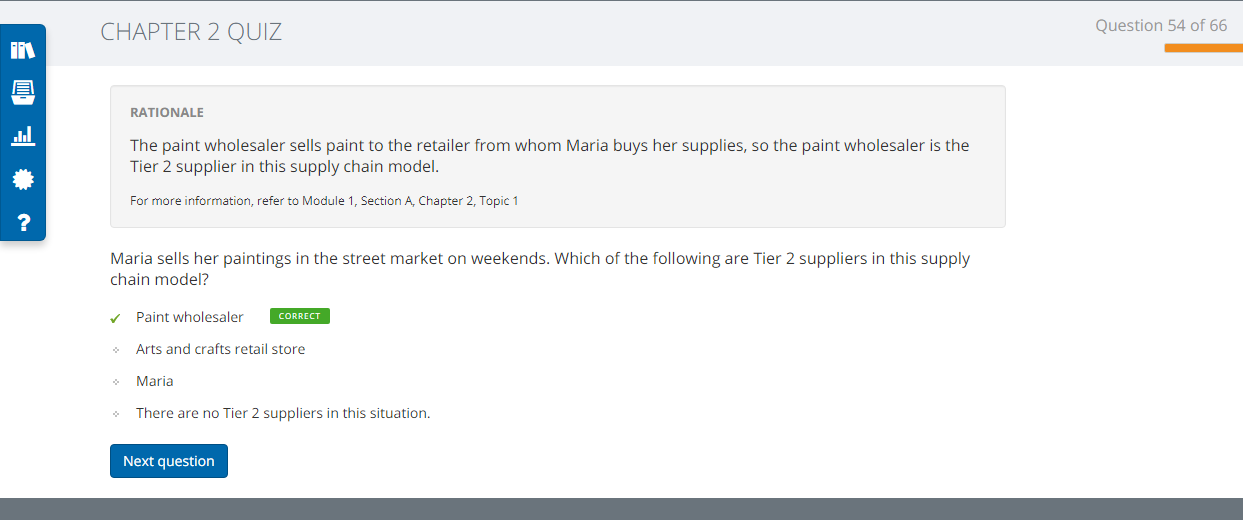 CHAPTER 2 QUIZ
Question 54 of 66
RATIONALE
The paint wholesaler sells paint to the retailer from whom Maria buys her supplies, so the paint wholesaler is the
Tier 2 supplier in this supply chain model.
For more information, refer to Module 1, Section A, Chapter 2, Topic 1
Maria sells her paintings in the street market on weekends. Which of the following are Tier 2 suppliers in this supply
chain model?
Paint wholesaler CORRECT
Arts and crafts retail store
Maria
There are no Tier 2 suppliers in this situation.
Next question
?